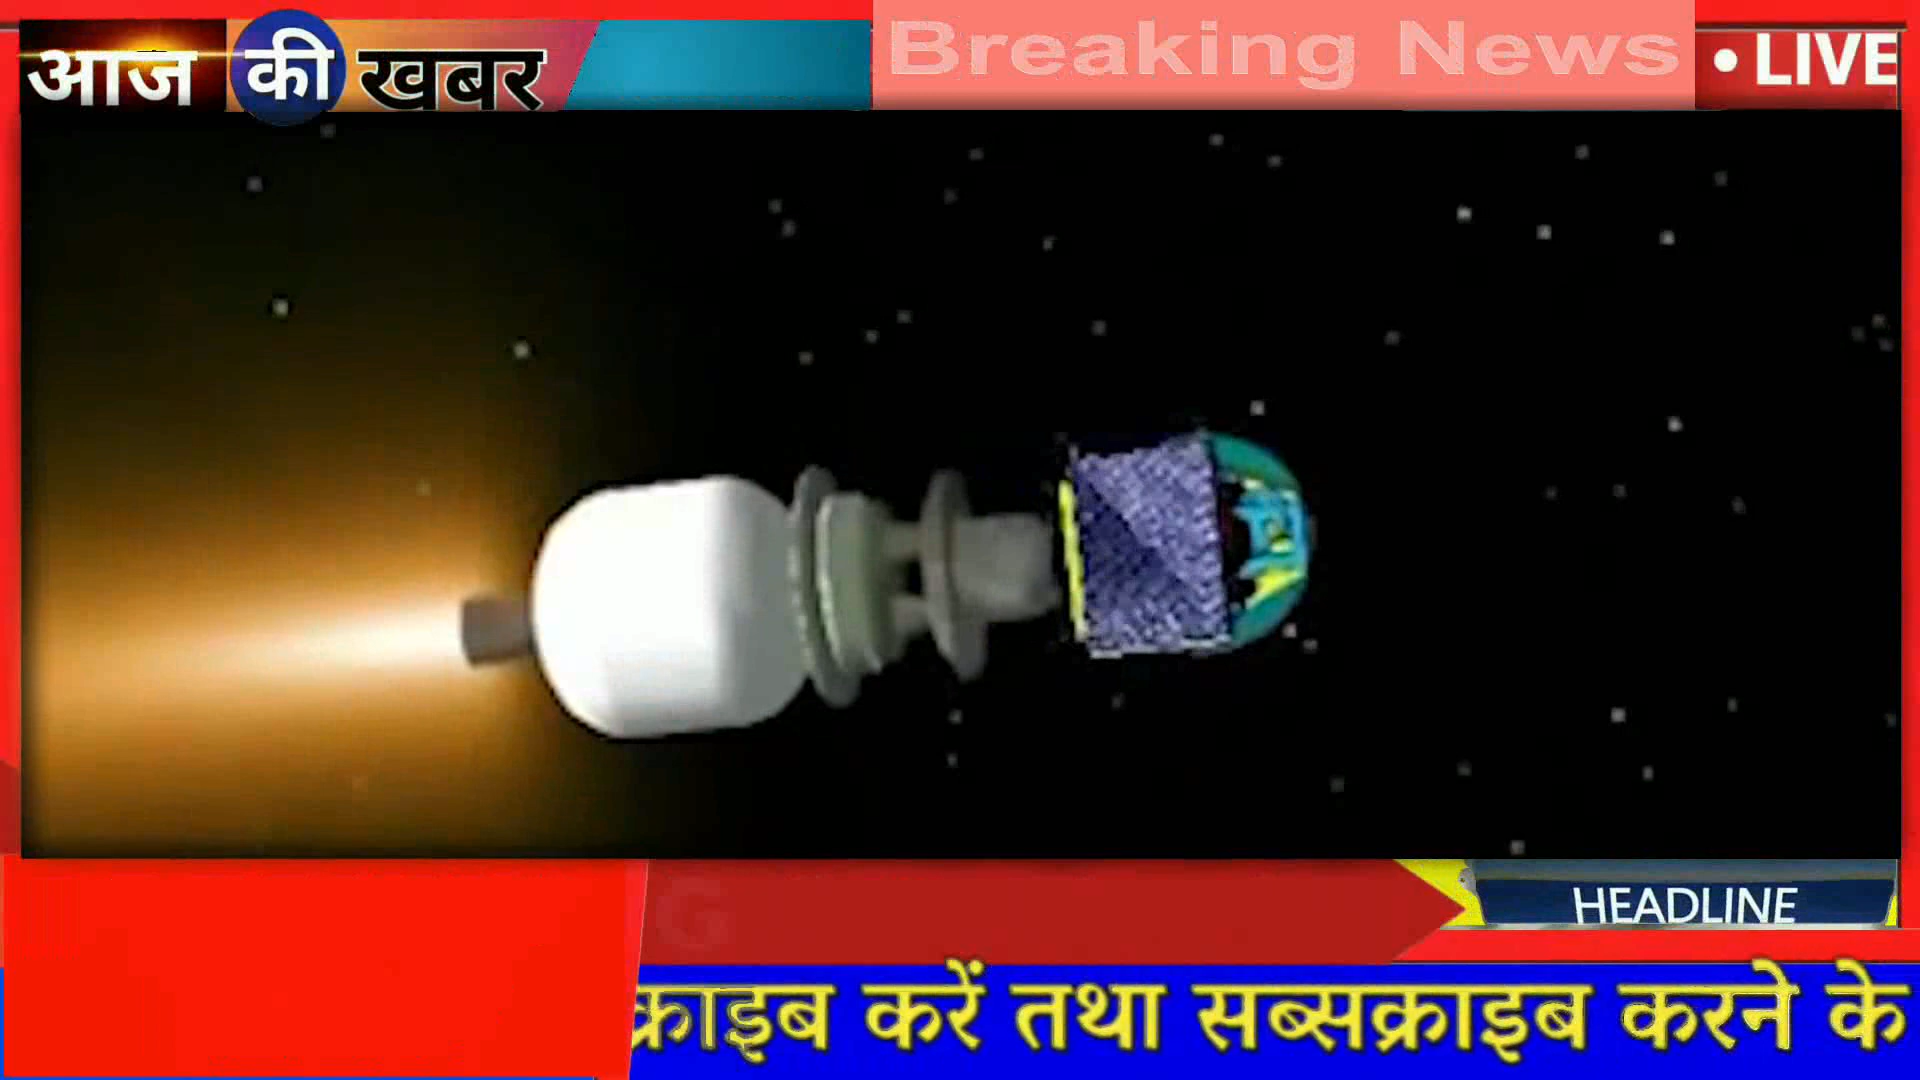 आज की खबर
Breaking News
• LIVE
HEADLINE
क्राइब करें तथा सब्सक्राइब करने के